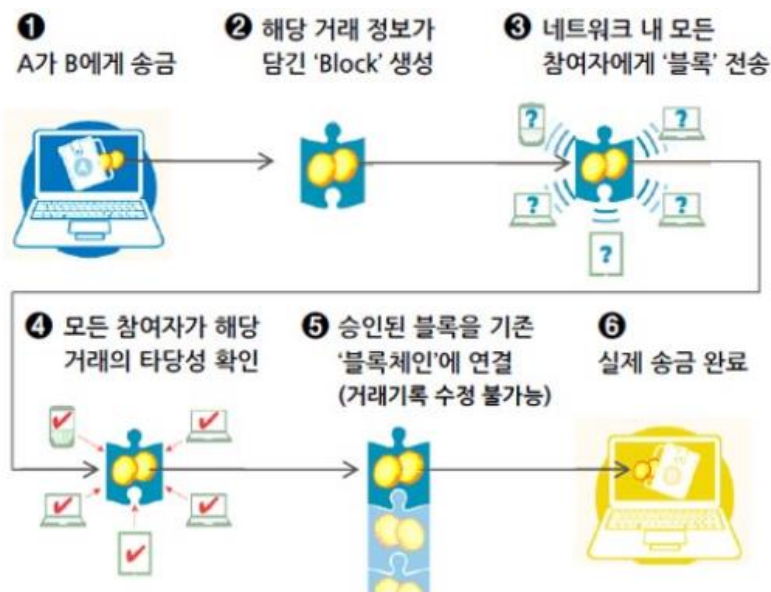 ❶
A가 B에게 송금
❷ 해당 거래 정보가
담긴 ‘Block’ 생성
❸ 네트워크 내 모든
참여자에게 ‘블록’ 전송
?
?
A
?
?
?
❹ 모든 참여자가 해당
거래의 타당성 확인
❺ 승인된 블록을 기존
‘블록체인’에 연결
(거래기록 수정 불가능)
❻
실제 송금 완료